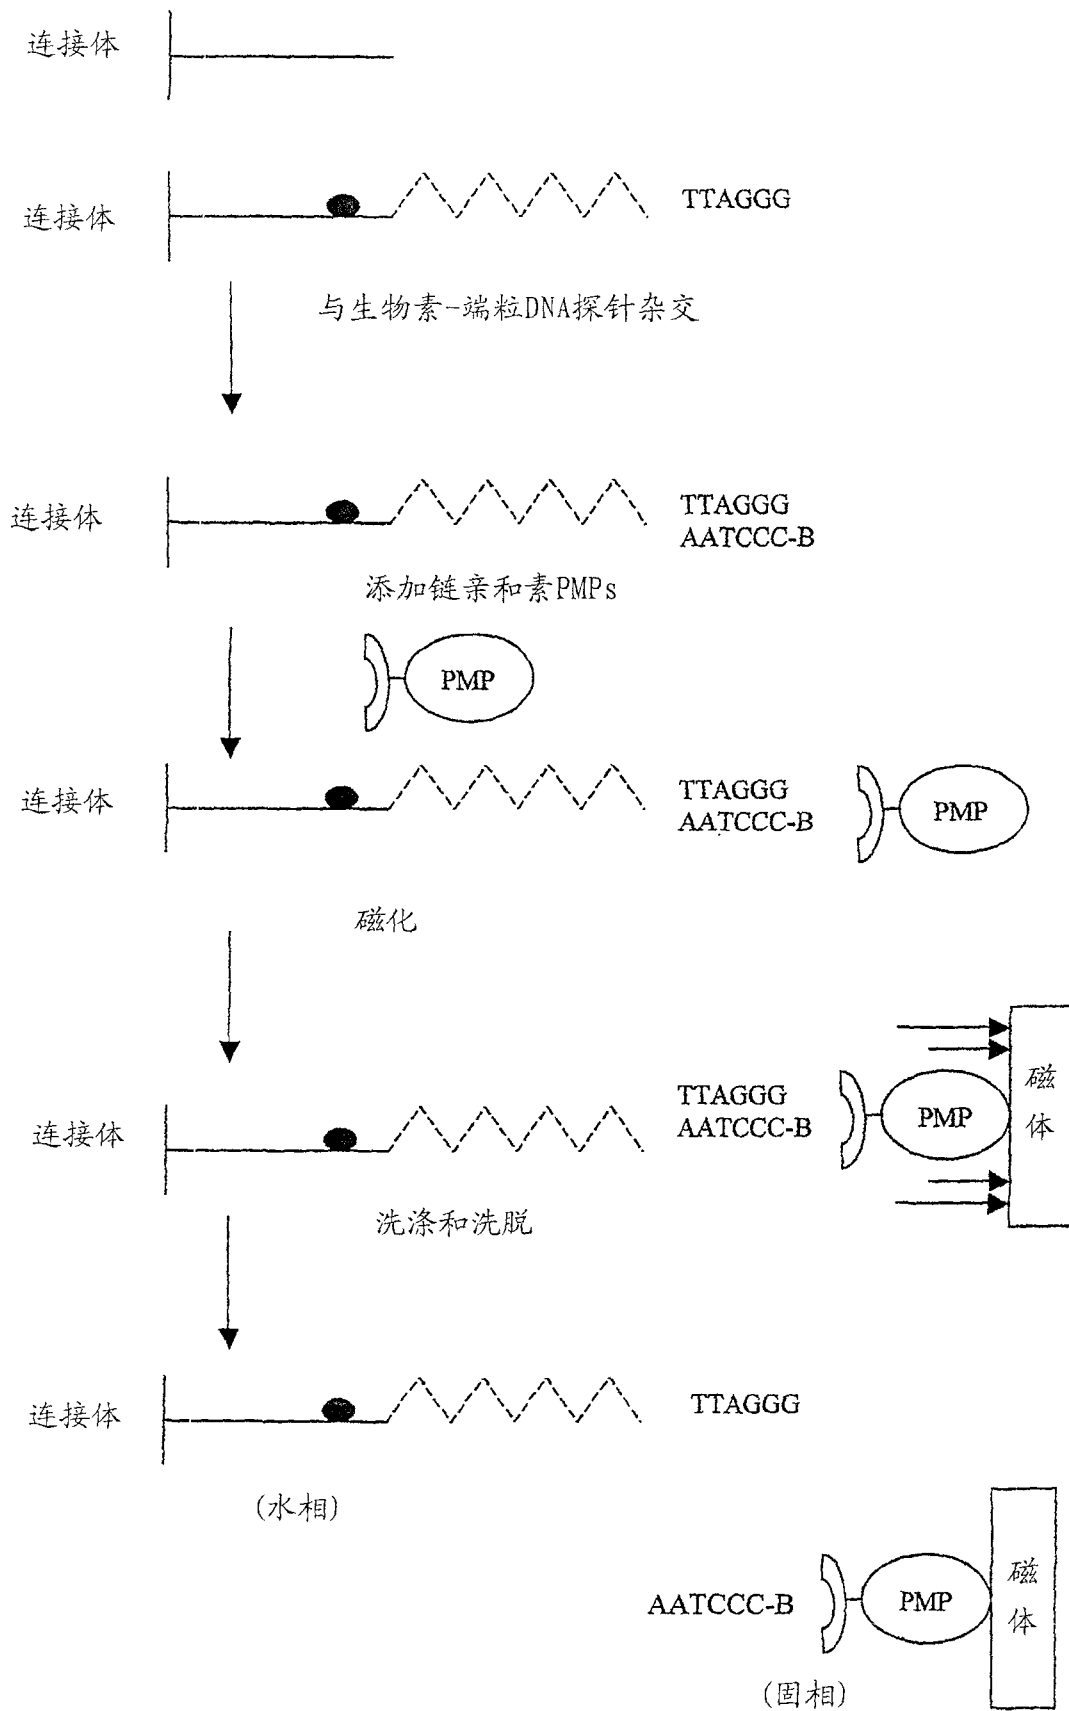 连接体
连接体
TTAGGG
与生物素-端粒DNA探针杂交
连接体
TTAGGG
AATCCC-B
添加链亲和素PMPs
PMP
连接体
TTAGGG
AATCCC-B
PMP
磁化
连接体
TTAGGG
AATCCC-B
PMP
磁体
洗涤和洗脱
连接体
TTAGGG
(水相)
AATCCC-B
PMP
磁体
(固相)